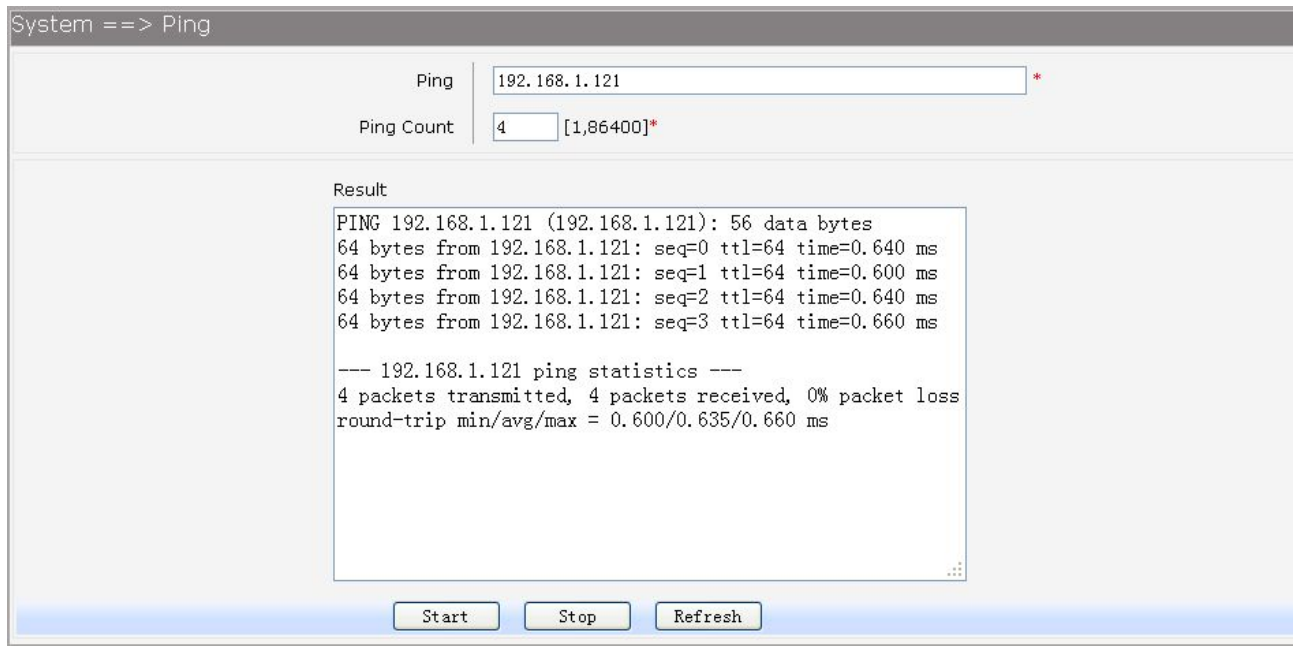 System ==> Ping
Ping 192.168.1.121 *
Ping Count 4 [1,86400]*
Result
PING 192.168.1.121 (192.168.1.121): 56 data bytes
64 bytes from 192.168.1.121: seq=0 ttl=64 time=0.640 ms
64 bytes from 192.168.1.121: seq=1 ttl=64 time=0.600 ms
64 bytes from 192.168.1.121: seq=2 ttl=64 time=0.640 ms
64 bytes from 192.168.1.121: seq=3 ttl=64 time=0.660 ms
--- 192.168.1.121 ping statistics ---
4 packets transmitted, 4 packets received, 0% packet loss
round-trip min/avg/max = 0.600/0.635/0.660 ms
Start Stop Refresh